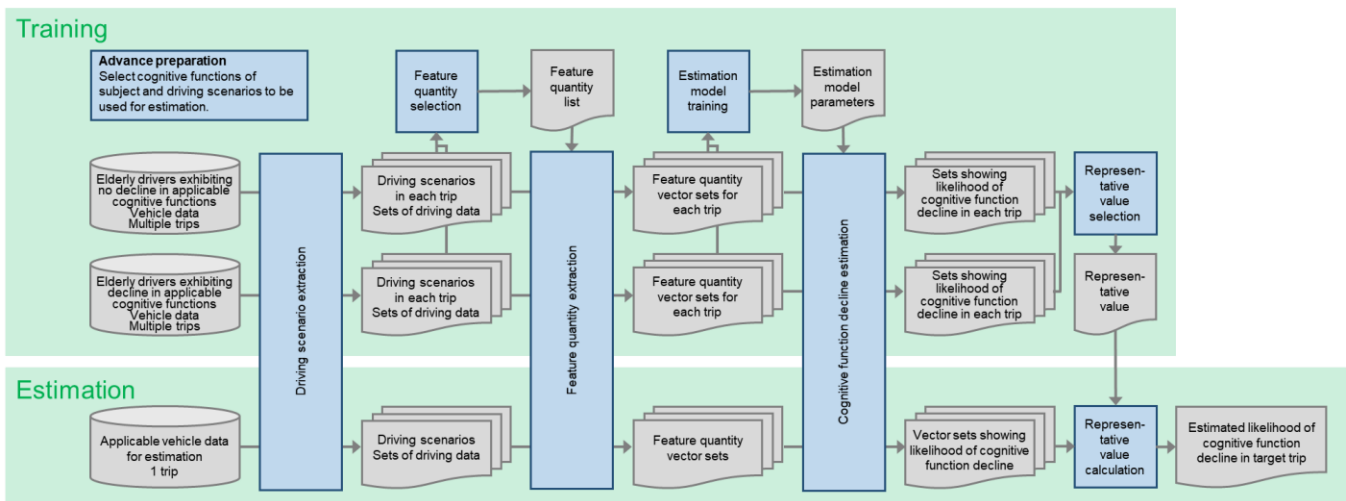 Training
Advance preparation
Select cognitive functions of
subject and driving scenarios to be
used for estimation.
Feature
quantity
selection
Feature
quantity
list
Estimation
model
training
Estimation
model
parameters
Elderly drivers exhibiting
no decline in applicable
cognitive functions
Vehicle data
Multiple trips
Driving scenario extraction
Driving scenarios
in each trip
Sets of driving data
Feature quantity extraction
Feature quantity
vector sets for
each trip
Cognitive function decline estimation
Sets showing
likelihood of
cognitive function
decline in each trip
Represen-
tative
value
selection
Elderly drivers exhibiting
decline in applicable
cognitive functions
Vehicle data
Multiple trips
Driving scenarios
in each trip
Sets of driving data
Feature quantity
vector sets for
each trip
Sets showing
likelihood of
cognitive function
decline in each trip
Represen-
tative
value
Estimation
Applicable vehicle data
for estimation
1 trip
Driving scenarios
Sets of driving data
Feature quantity
vector sets
Vector sets showing
likelihood of cognitive
function decline
Represen-
tative
value
calculation
Estimated likelihood of
cognitive function
decline in target trip